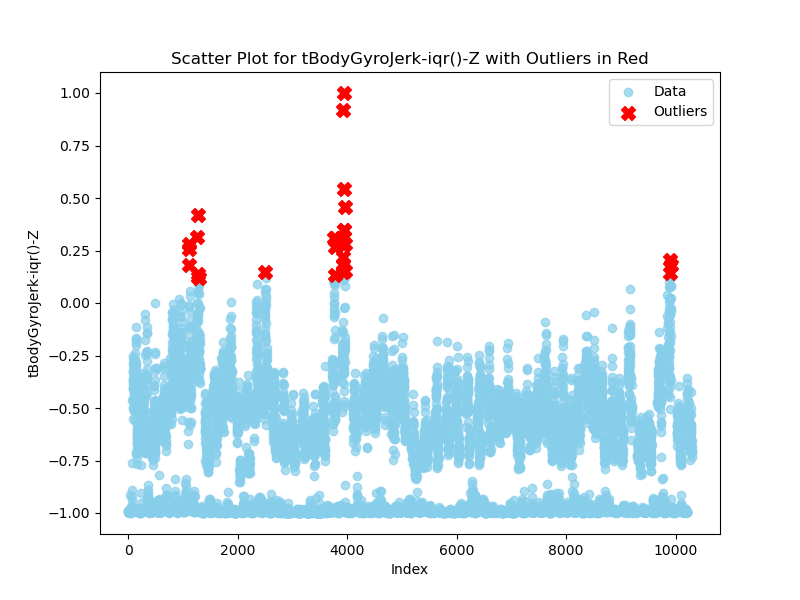 Scatter Plot for tBodyGyroJerk-iqr()-Z with Outliers in Red
Data
Outliers
tBodyGyroJerk-iqr()-Z
1.00
0.75
0.50
0.25
0.00
−0.25
−0.50
−0.75
−1.00
0 2000 4000 6000 8000 10000
Index